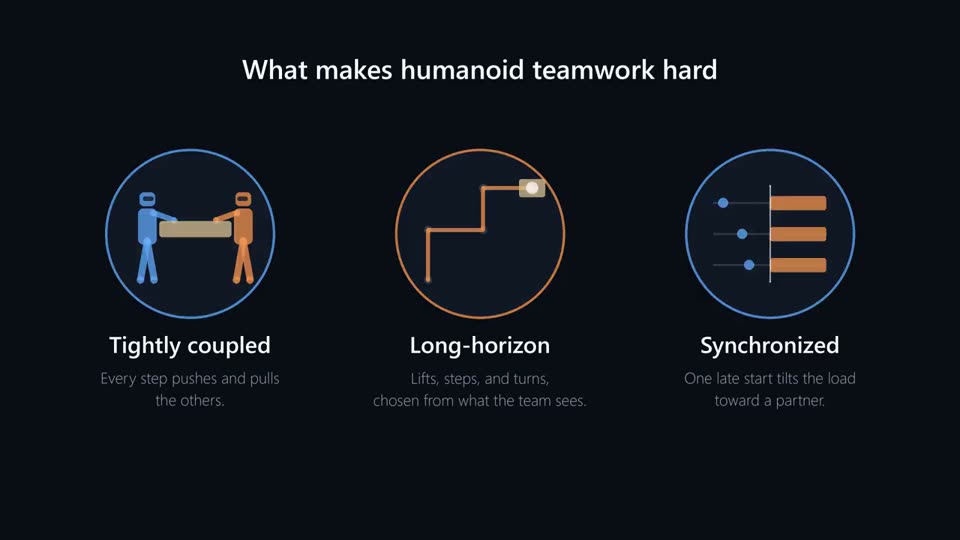 What makes humanoid teamwork hard
Tightly coupled
Every step pushes and pulls
the others.
Long-horizon
Lifts, steps, and turns,
chosen from what the team sees.
Synchronized
One late start tilts the load
toward a partner.